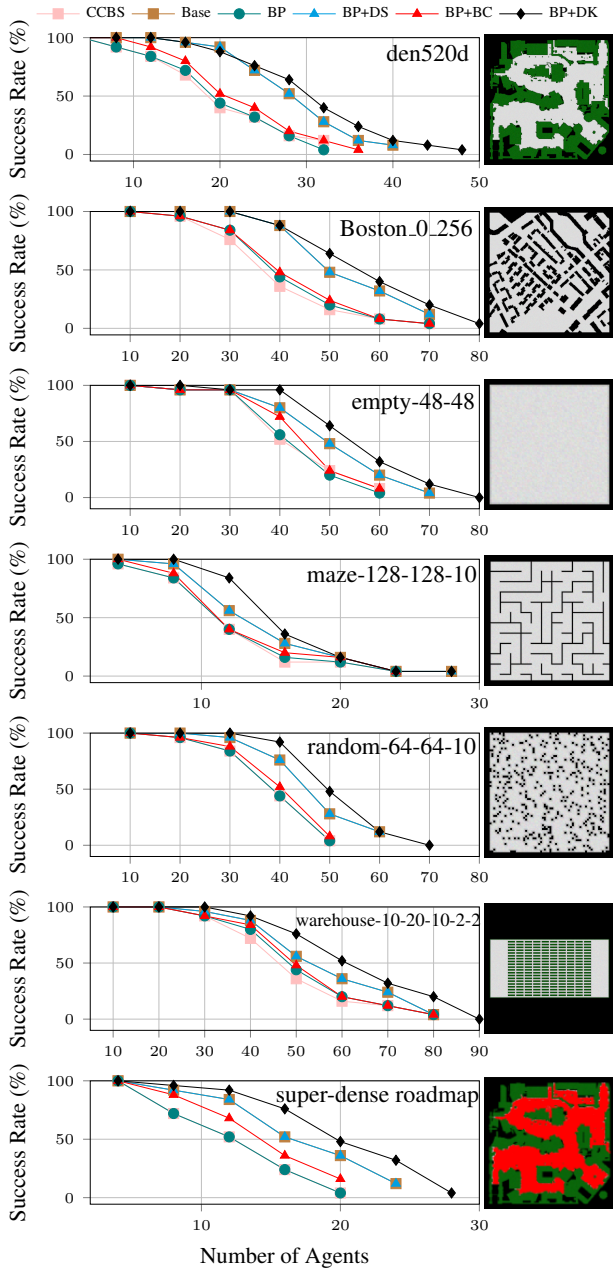 CCBS Base BP BP+DS BP+BC BP+DK
Success Rate (%)
100
50
0
den520d
10 20 30 40 50
Success Rate (%)
100
50
0
Boston_0_256
10 20 30 40 50 60 70 80
Success Rate (%)
100
50
0
empty-48-48
10 20 30 40 50 60 70 80
Success Rate (%)
100
50
0
maze-128-128-10
10 20 30
Success Rate (%)
100
50
0
random-64-64-10
10 20 30 40 50 60 70 80
Success Rate (%)
100
50
0
warehouse-10-20-10-2-2
10 20 30 40 50 60 70 80 90
Success Rate (%)
100
50
0
super-dense roadmap
10 20 30
Number of Agents